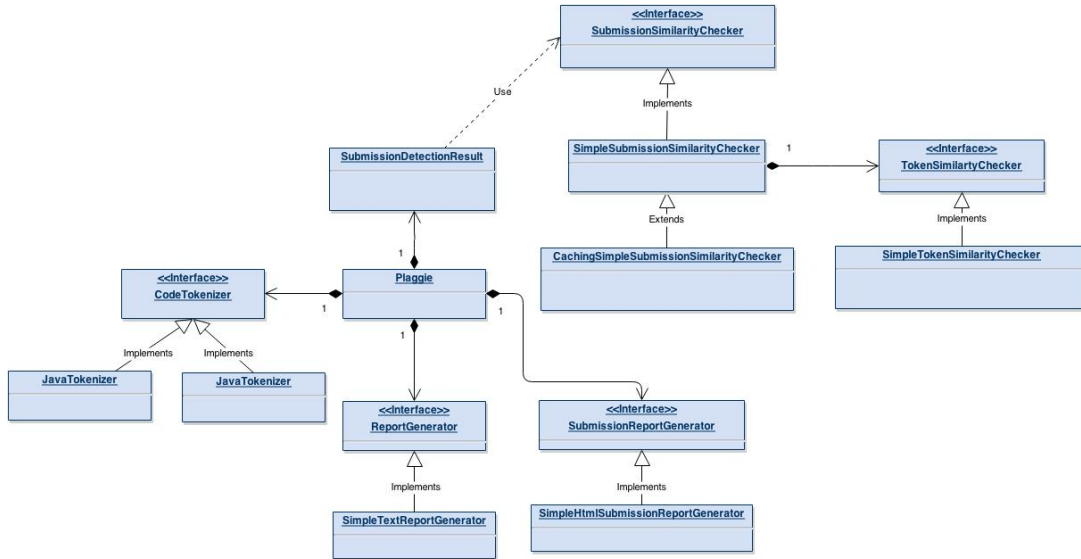 <<Interface>>
SubmissionSimilarityChecker
Use
Implements
SubmissionDetectionResult
SimpleSubmissionSimilarityChecker
1
<<Interface>>
TokenSimilartyChecker
Extends
Implements
1
CachingSimpleSubmissionSimilarityChecker
SimpleTokenSimilarityChecker
<<Interface>>
CodeTokenizer
Plaggie
1
1
1
Implements
Implements
JavaTokenizer
JavaTokenizer
<<Interface>>
ReportGenerator
<<Interface>>
SubmissionReportGenerator
Implements
Implements
SimpleTextReportGenerator
SimpleHtmlSubmissionReportGenerator